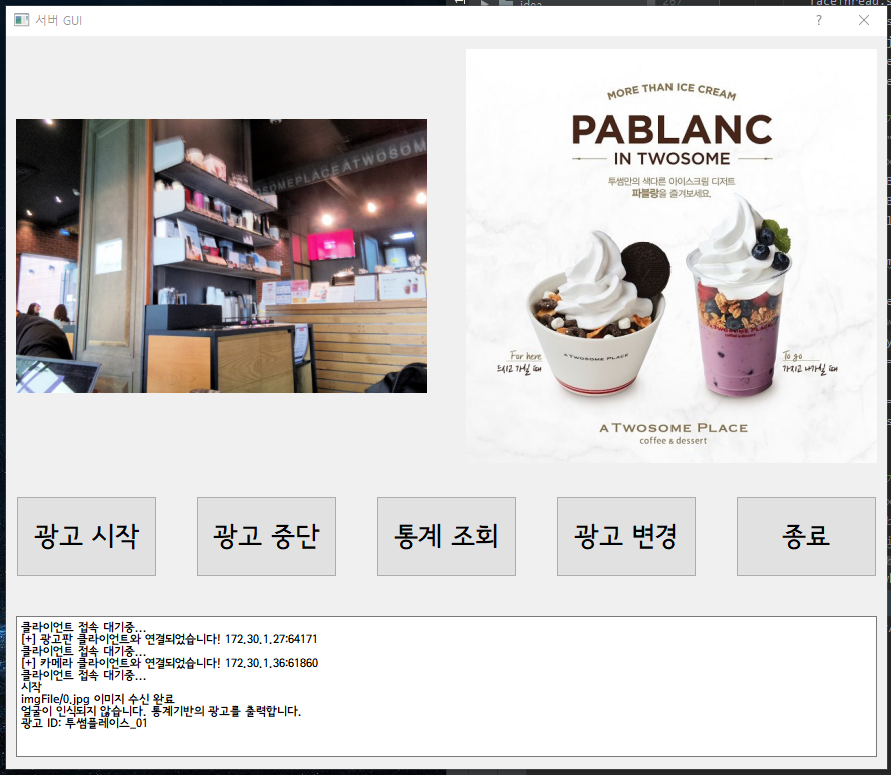 서버 GUI
?
idea
267
SOMEPLACEATWOSOM
MORE THAN ICE CREAM
PABLANC
IN TWOSOME
투썸만의 색다른 아이스크림 디저트
파블랑을 즐겨보세요.
For here
드시고 가실 때
A TWOSOME PLACE
A TWOSOME PLACE
To go
가지고 나가실 때
A TWOSOME PLACE
coffee & dessert
광고 시작
광고 중단
통계 조회
광고 변경
종료
클라이언트 접속 대기중...
[+] 광고판 클라이언트와 연결되었습니다! 172.30.1.27:64171
클라이언트 접속 대기중...
[+] 카메라 클라이언트와 연결되었습니다! 172.30.1.36:61860
클라이언트 접속 대기중...
시작
imgFile/0.jpg 이미지 수신 완료
얼굴이 인식되지 않습니다. 통계기반의 광고를 출력합니다.
광고 ID: 투썸플레이스_01